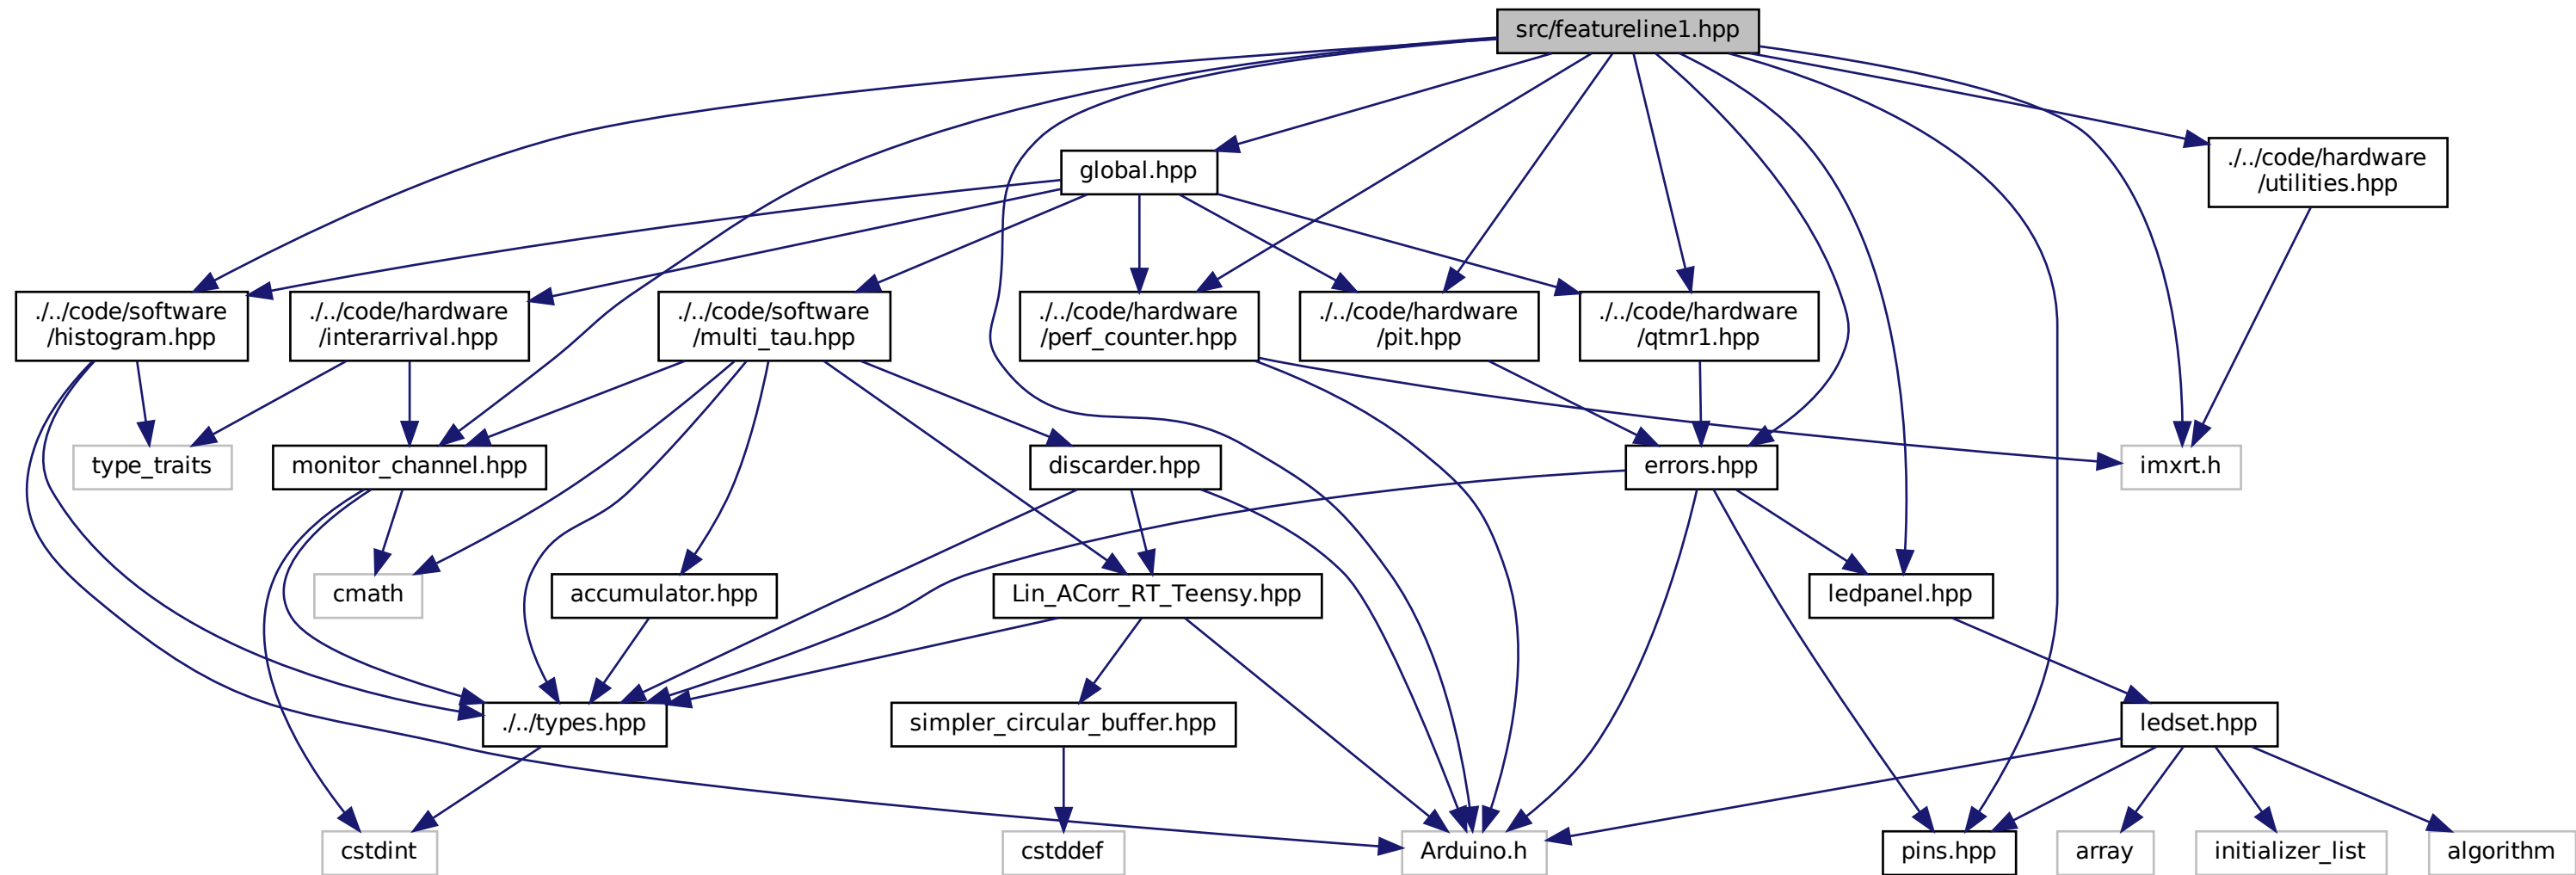 src/featureline1.hpp
./../code/hardware
/utilities.hpp
global.hpp
./../code/software
/histogram.hpp
./../code/hardware
/interarrival.hpp
./../code/software
/multi_tau.hpp
./../code/hardware
/perf_counter.hpp
./../code/hardware
/pit.hpp
./../code/hardware
/qtmr1.hpp
type_traits
monitor_channel.hpp
discarder.hpp
errors.hpp
imxrt.h
cmath
accumulator.hpp
Lin_ACorr_RT_Teensy.hpp
ledpanel.hpp
./../types.hpp
simpler_circular_buffer.hpp
ledset.hpp
cstdint
cstddef
Arduino.h
pins.hpp
array
initializer_list
algorithm